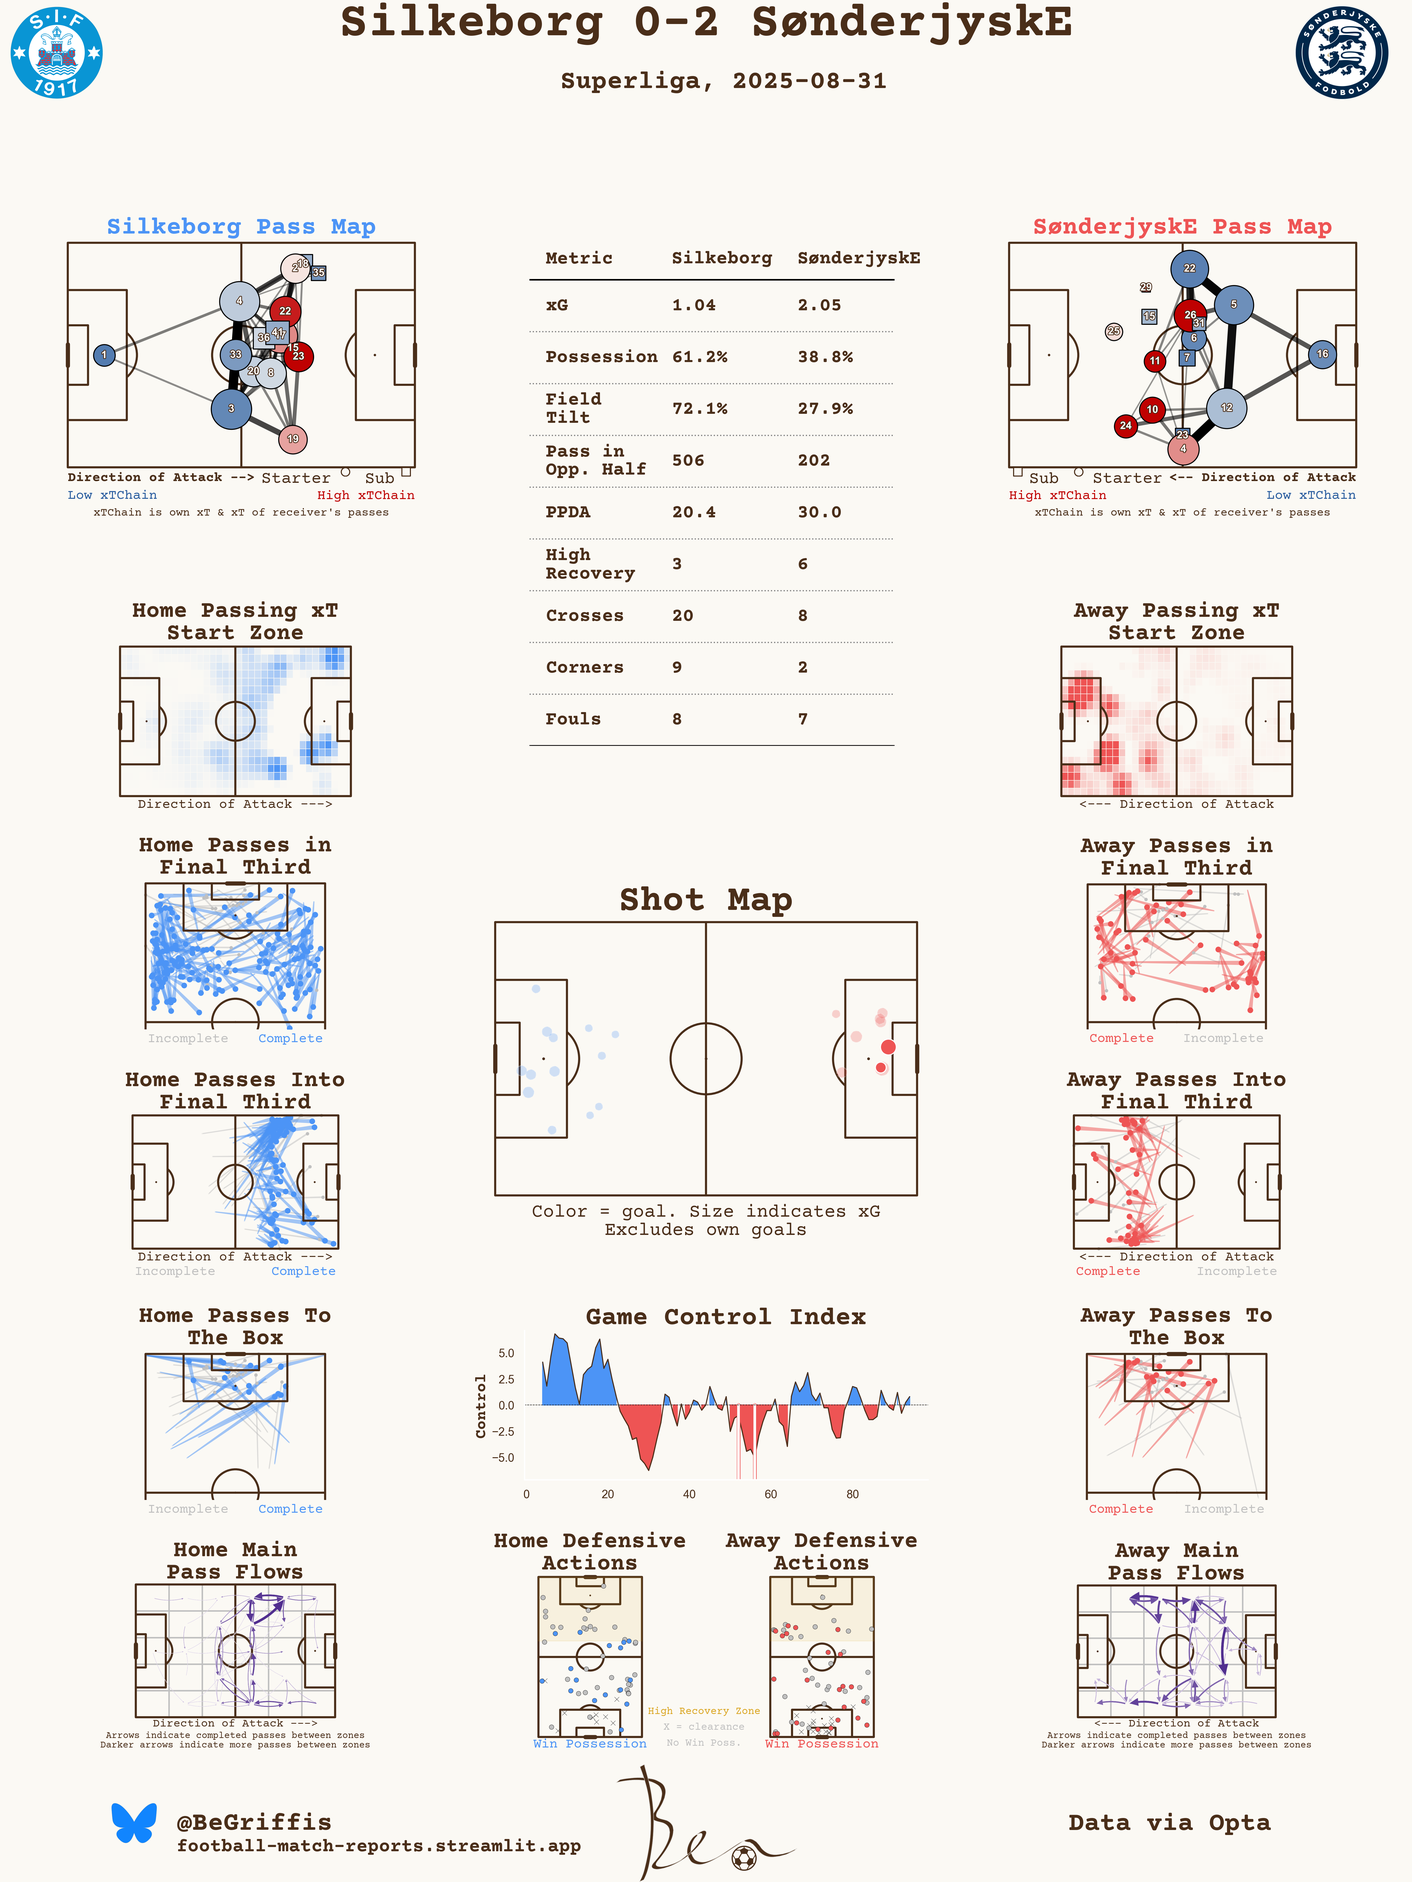 Silkeborg 0-2 SønderjyskE
Superliga, 2025-08-31
S·I·F
1917
SØNDERJYSKE
FODBOLD
Silkeborg Pass Map
1
4
33
3
2
18
35
22
36
41
7
15
23
20
8
19
Direction of Attack -->
Starter
Sub
Low xTChain
High xTChain
xTChain is own xT & xT of receiver's passes
Metric Silkeborg SønderjyskE
xG 1.04 2.05
Possession 61.2% 38.8%
Field
Tilt 72.1% 27.9%
Pass in
Opp. Half 506 202
PPDA 20.4 30.0
High
Recovery 3 6
Crosses 20 8
Corners 9 2
Fouls 8 7
SønderjyskE Pass Map
22
29
5
26
15
31
25
6
7
11
16
10
12
24
23
4
Sub
Starter
<-- Direction of Attack
High xTChain
Low xTChain
xTChain is own xT & xT of receiver's passes
Home Passing xT
Start Zone
Direction of Attack --->
Away Passing xT
Start Zone
<--- Direction of Attack
Home Passes in
Final Third
Incomplete
Complete
Away Passes in
Final Third
Complete
Incomplete
Shot Map
Color = goal. Size indicates xG
Excludes own goals
Home Passes Into
Final Third
Direction of Attack --->
Incomplete
Complete
Away Passes Into
Final Third
<--- Direction of Attack
Complete
Incomplete
Home Passes To
The Box
Incomplete
Complete
Game Control Index
Control
5.0
2.5
0.0
−2.5
−5.0
0 20 40 60 80
Away Passes To
The Box
Complete
Incomplete
Home Main
Pass Flows
Direction of Attack --->
Arrows indicate completed passes between zones
Darker arrows indicate more passes between zones
Home Defensive
Actions
Win Possession
High Recovery Zone
X = clearance
No Win Poss.
Away Defensive
Actions
Win Possession
Away Main
Pass Flows
<--- Direction of Attack
Arrows indicate completed passes between zones
Darker arrows indicate more passes between zones
@BeGriffis
football-match-reports.streamlit.app
Ben
Data via Opta